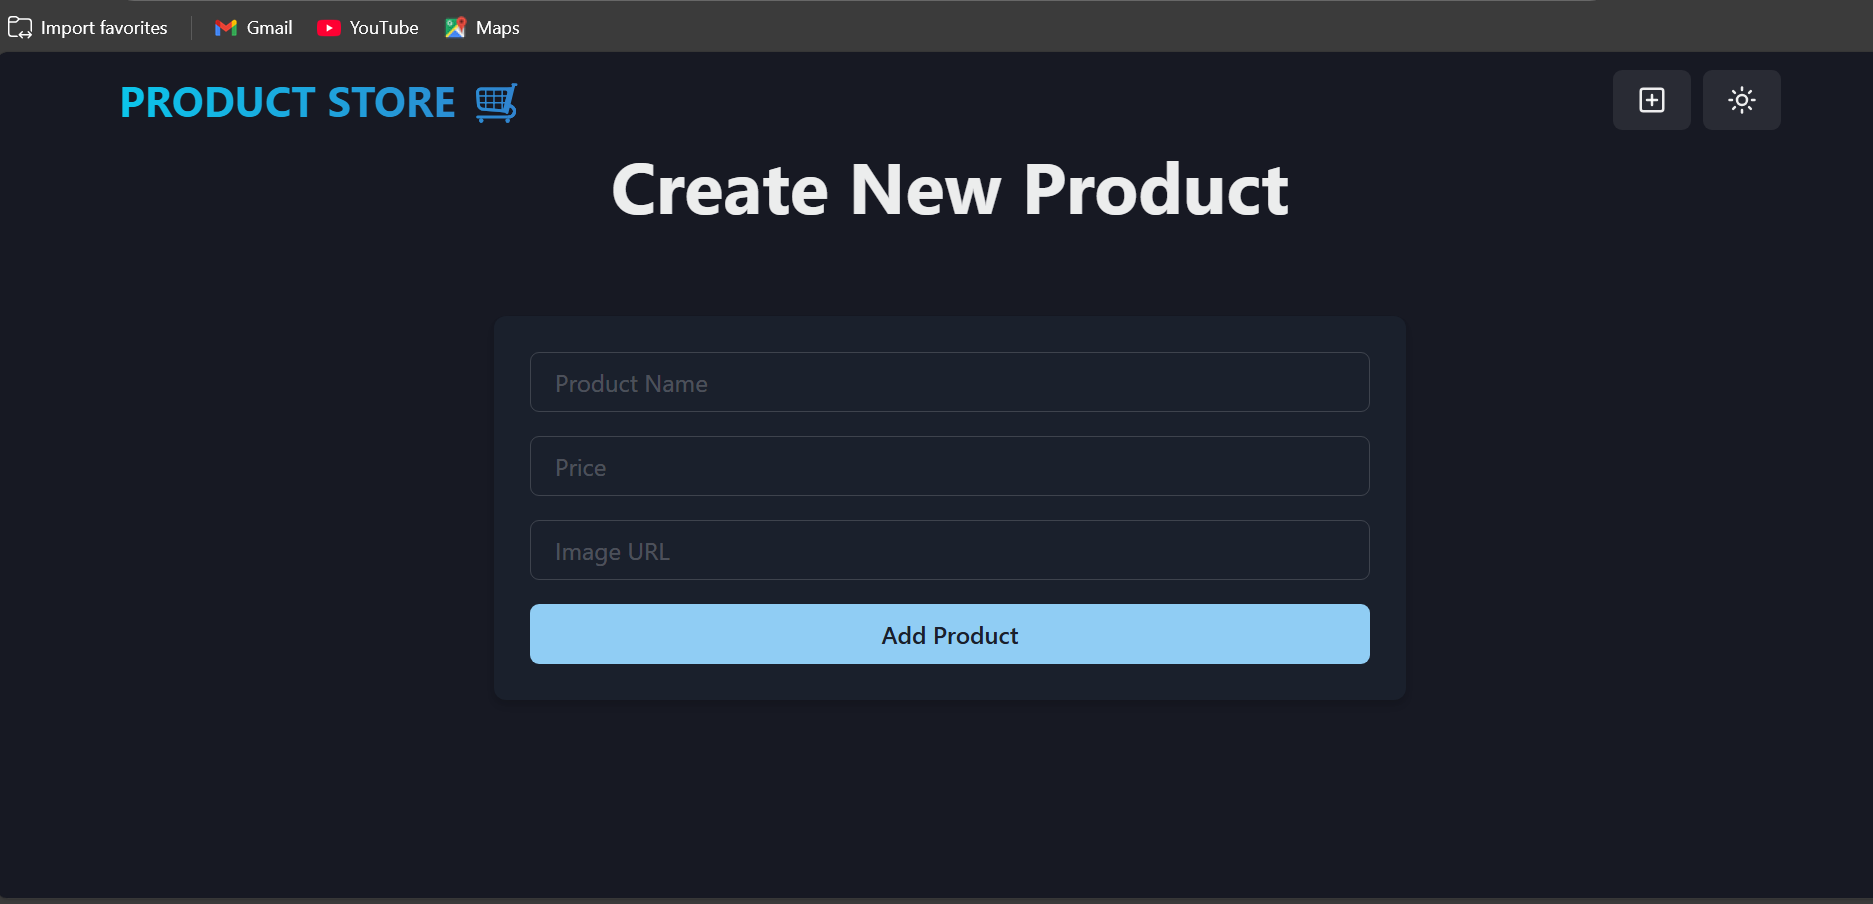 Import favorites
Gmail
YouTube
Maps
PRODUCT STORE
Create New Product
Product Name
Price
Image URL
Add Product